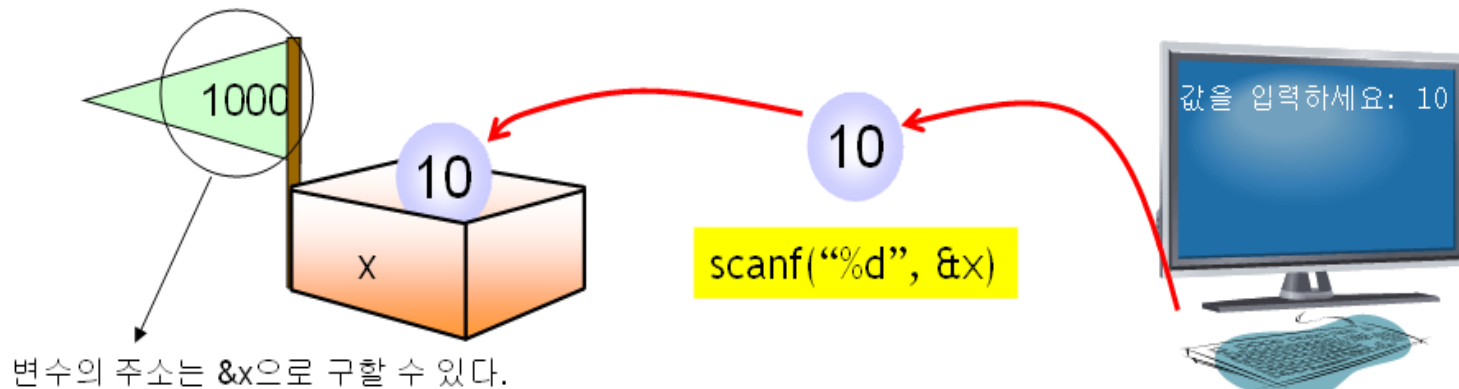 1000
10
x
10
scanf(“%d”, &x)
값을 입력하세요: 10
변수의 주소는 &x으로 구할 수 있다.